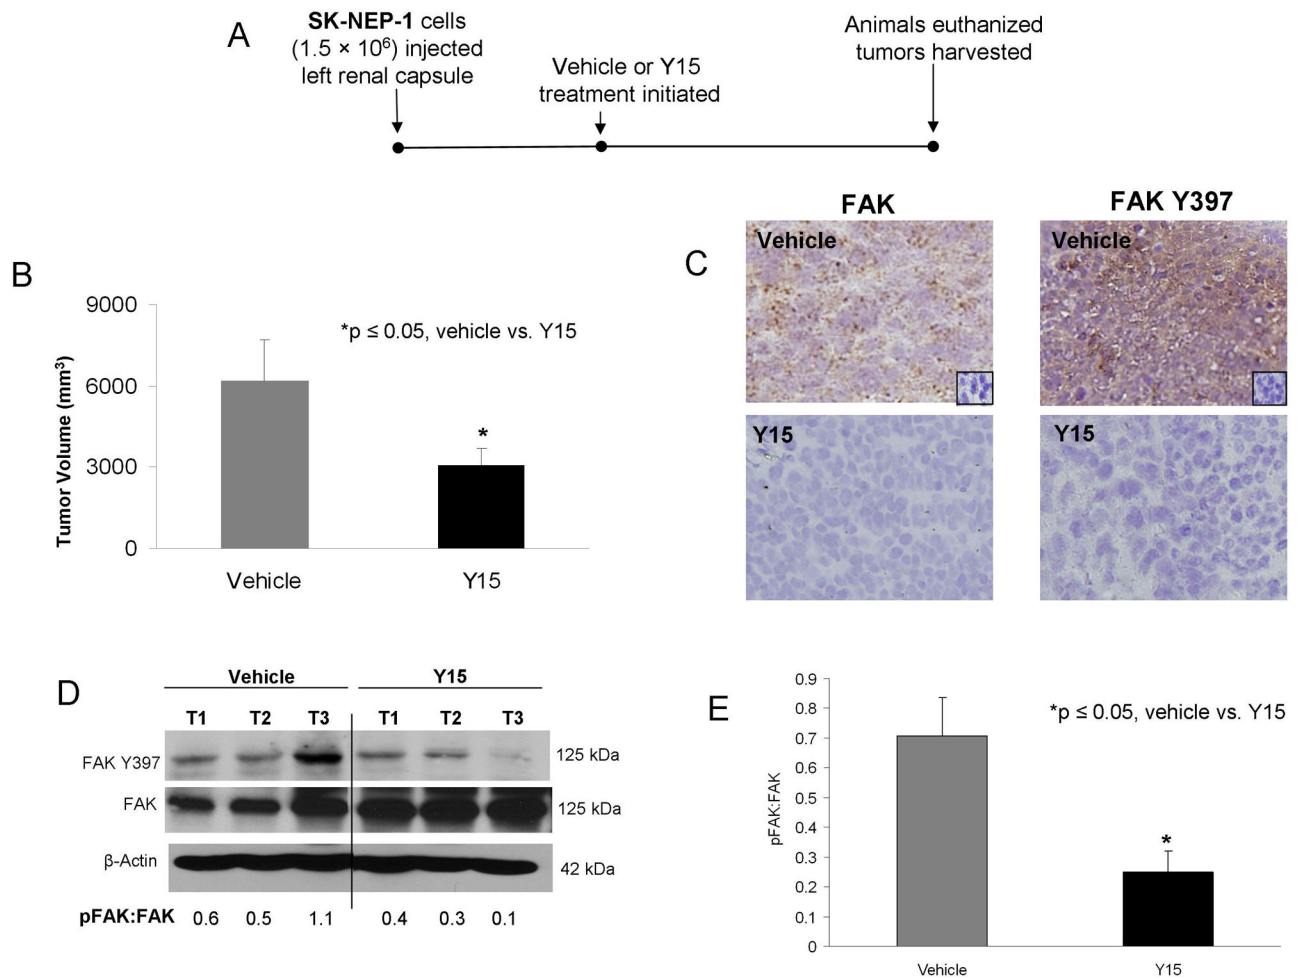 A
SK-NEP-1 cells
(1.5 × 10⁶) injected
left renal capsule
Vehicle or Y15
treatment initiated
Animals euthanized
tumors harvested
B
9000
6000
3000
0
Tumor Volume (mm³)
*p ≤ 0.05, vehicle vs. Y15
*
Vehicle
Y15
C
FAK
FAK Y397
Vehicle
Vehicle
Y15
Y15
D
Vehicle
Y15
T1 T2 T3 T1 T2 T3
FAK Y397
125 kDa
FAK
125 kDa
β-Actin
42 kDa
pFAK:FAK 0.6 0.5 1.1 0.4 0.3 0.1
E
0.9
0.8
0.7
0.6
0.5
0.4
0.3
0.2
0.1
0
pFAK:FAK
*p ≤ 0.05, vehicle vs. Y15
*
Vehicle
Y15